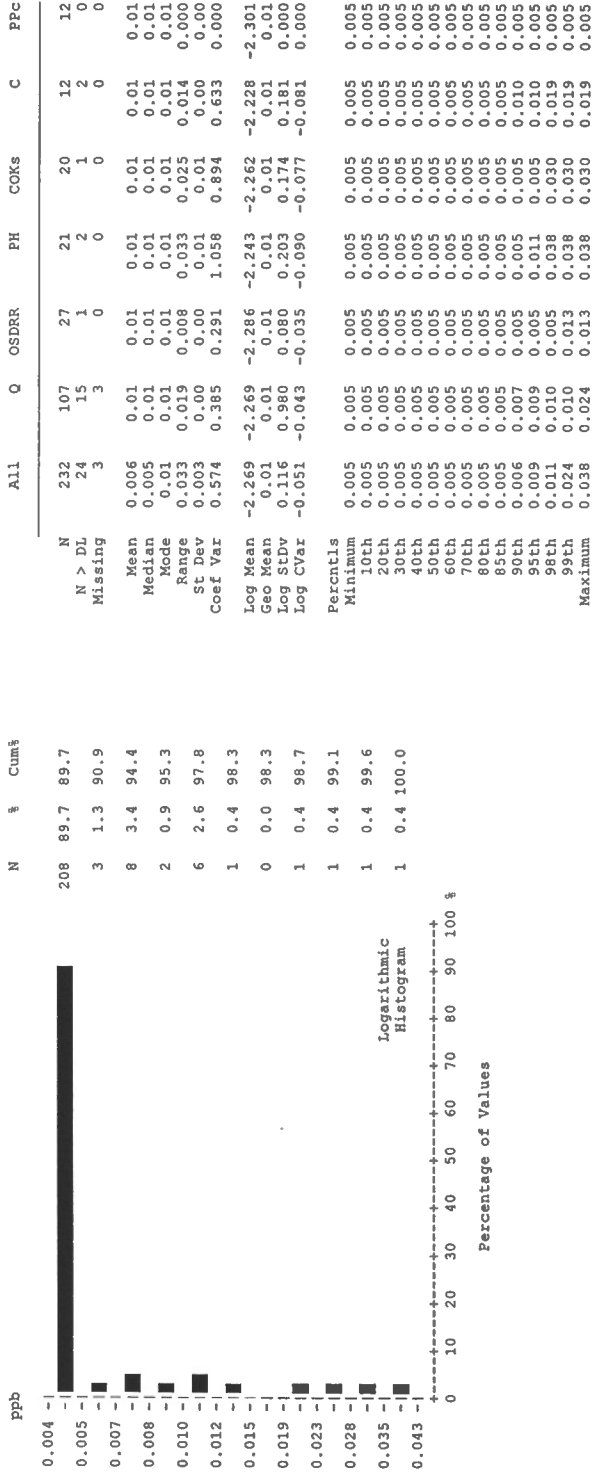 ppb N % Cum%
0.004 -
208 89.7 89.7
0.005 -
3 1.3 90.9
0.007 -
8 3.4 94.4
0.008 -
2 0.9 95.3
0.010 -
6 2.6 97.8
0.012 -
1 0.4 98.3
0.015 -
0 0.0 98.3
0.019 -
1 0.4 98.7
0.023 -
1 0.4 99.1
0.028 -
1 0.4 99.6
0.035 -
1 0.4 100.0
0.043 -
Logarithmic
Histogram
0 10 20 30 40 50 60 70 80 90 100 %
Percentage of Values
All Q OSDRR PH COKs C PPc
N 232 107 27 21 20 12 12
N > DL 24 15 1 2 1 2 0
Missing 3 3 0 0 0 0 0
Mean 0.006 0.01 0.01 0.01 0.01 0.01 0.01
Median 0.005 0.01 0.01 0.01 0.01 0.01 0.01
Mode 0.01 0.01 0.01 0.01 0.01 0.01 0.01
Range 0.033 0.019 0.008 0.033 0.025 0.014 0.000
St Dev 0.003 0.00 0.00 0.01 0.01 0.00 0.00
Coef Var 0.574 0.385 0.291 1.058 0.894 0.633 0.000
Log Mean -2.269 -2.269 -2.286 -2.243 -2.262 -2.228 -2.301
Geo Mean 0.01 0.01 0.01 0.01 0.01 0.01 0.01
Log StDv 0.116 0.980 0.080 0.203 0.174 0.181 0.000
Log CVar -0.051 -0.043 -0.035 -0.090 -0.077 -0.081 0.000
Percntls
Minimum 0.005 0.005 0.005 0.005 0.005 0.005 0.005
10th 0.005 0.005 0.005 0.005 0.005 0.005 0.005
20th 0.005 0.005 0.005 0.005 0.005 0.005 0.005
30th 0.005 0.005 0.005 0.005 0.005 0.005 0.005
40th 0.005 0.005 0.005 0.005 0.005 0.005 0.005
50th 0.005 0.005 0.005 0.005 0.005 0.005 0.005
60th 0.005 0.005 0.005 0.005 0.005 0.005 0.005
70th 0.005 0.005 0.005 0.005 0.005 0.005 0.005
80th 0.005 0.005 0.005 0.005 0.005 0.005 0.005
85th 0.005 0.005 0.005 0.005 0.005 0.005 0.005
90th 0.006 0.007 0.005 0.005 0.005 0.010 0.005
95th 0.009 0.009 0.005 0.011 0.005 0.010 0.005
98th 0.011 0.010 0.005 0.038 0.030 0.019 0.005
99th 0.024 0.010 0.013 0.038 0.030 0.019 0.005
Maximum 0.038 0.024 0.013 0.038 0.030 0.019 0.005